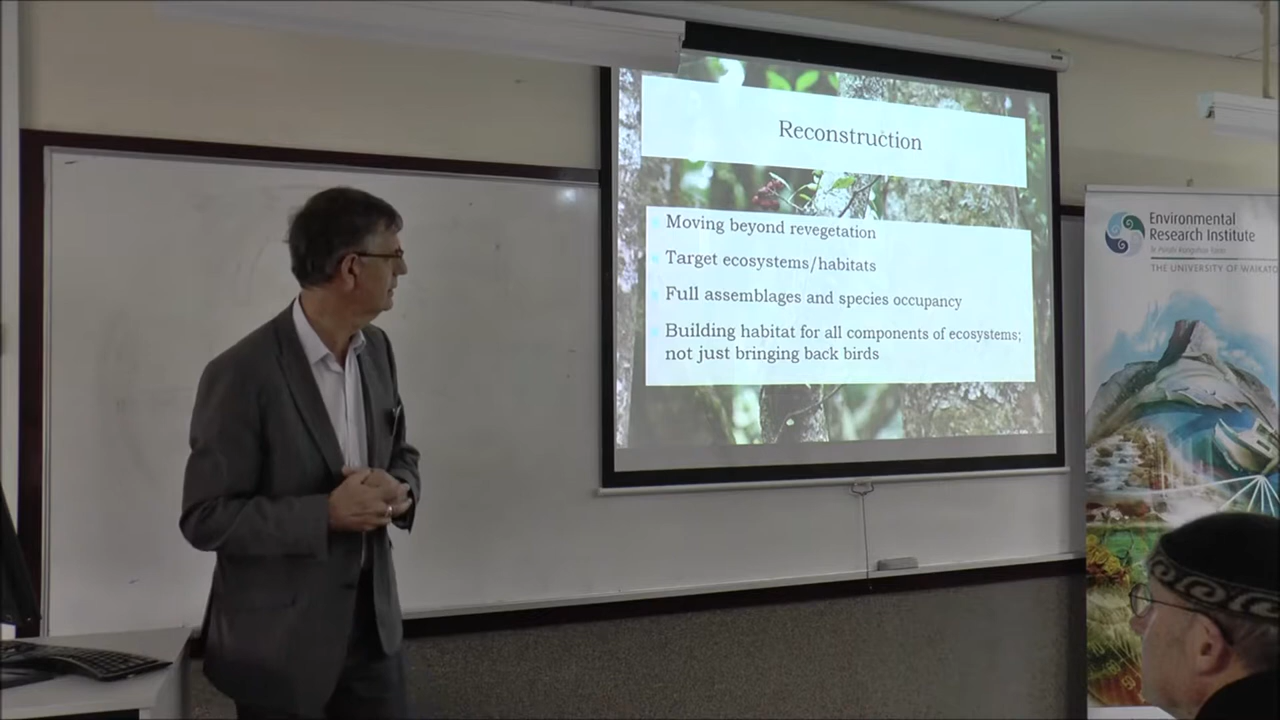 Reconstruction
Moving beyond revegetation
Target ecosystems/habitats
Full assemblages and species occupancy
Building habitat for all components of ecosystems;
not just bringing back birds
Environmental
Research Institute
THE UNIVERSITY OF WAIKATO